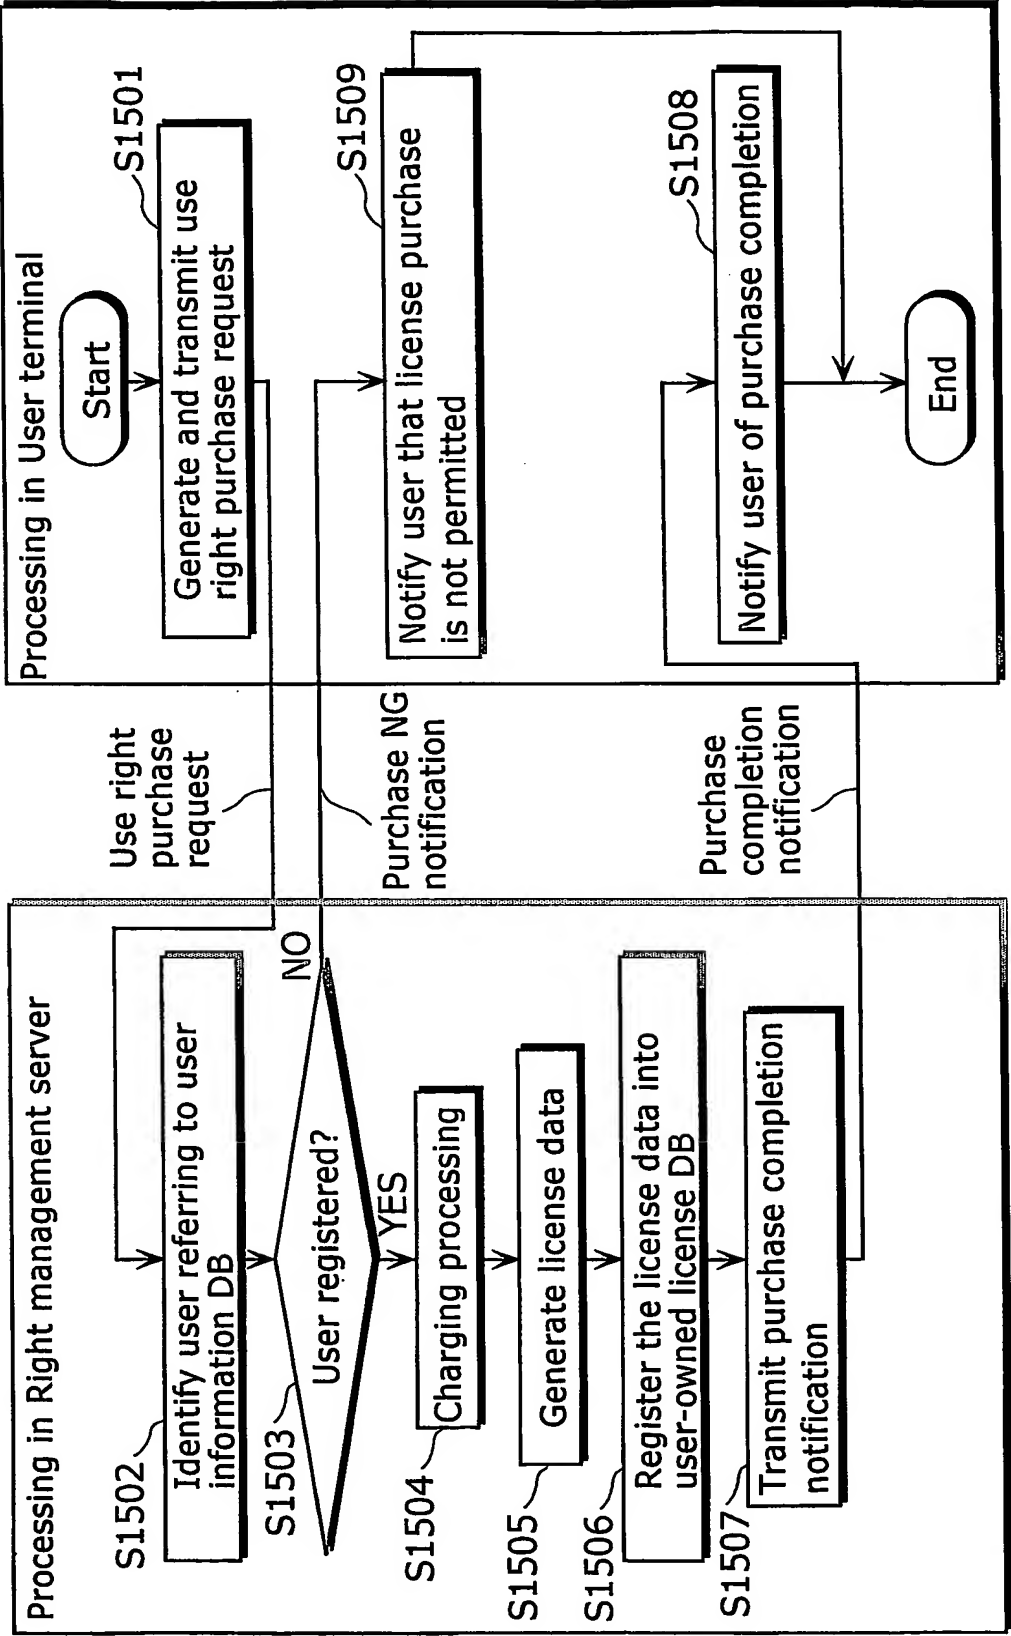 Processing in Right management server
S1502
Identify user referring to user
information DB
S1503
User registered?
NO
YES
S1504
Charging processing
S1505
Generate license data
S1506
Register the license data into
user-owned license DB
S1507
Transmit purchase completion
notification
Use right
purchase
request
Purchase NG
notification
Purchase
completion
notification
Processing in User terminal
Start
S1501
Generate and transmit use
right purchase request
S1509
Notify user that license purchase
is not permitted
S1508
Notify user of purchase completion
End